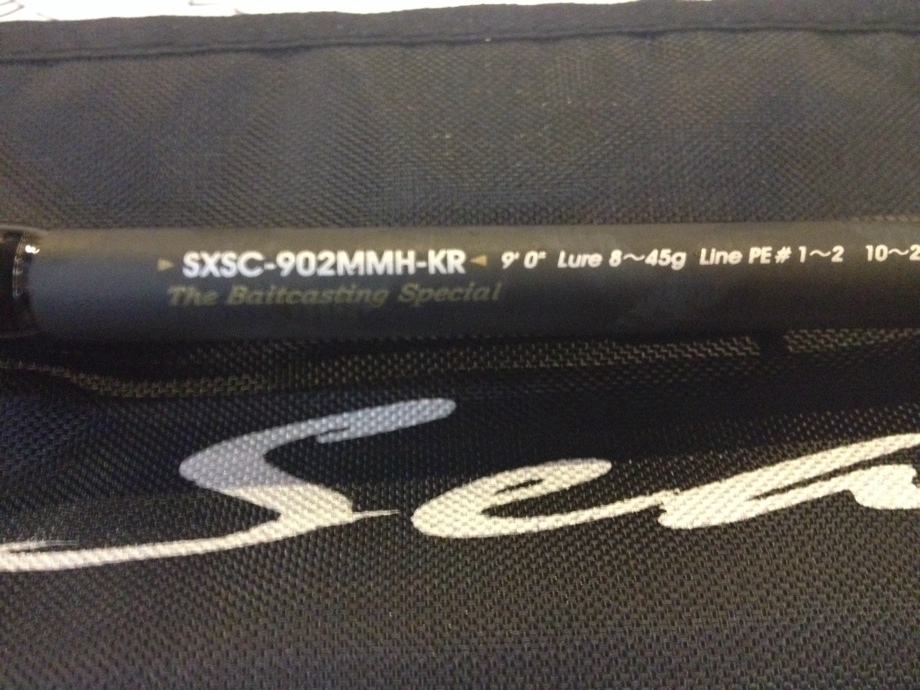 SXSC-902MMH-KR 9'0" Lure 8〜45g Line PE# 1〜2 10〜2
The Baitcasting Special